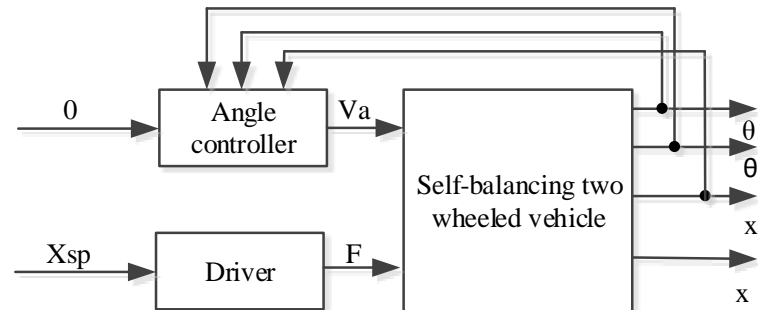 0
Angle
controller
Va
θ
θ
Self-balancing two
wheeled vehicle
x
Xsp
Driver
F
x